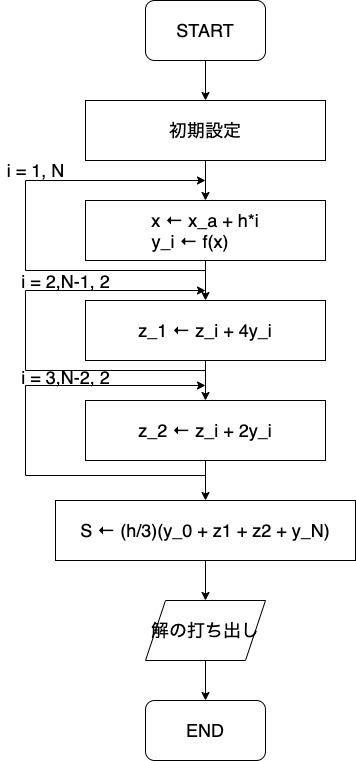 START
初期設定
i = 1, N
x ← x_a + h*i
y_i ← f(x)
i = 2,N-1, 2
z_1 ← z_i + 4y_i
i = 3,N-2, 2
z_2 ← z_i + 2y_i
S ← (h/3)(y_0 + z1 + z2 + y_N)
解の打ち出し
END